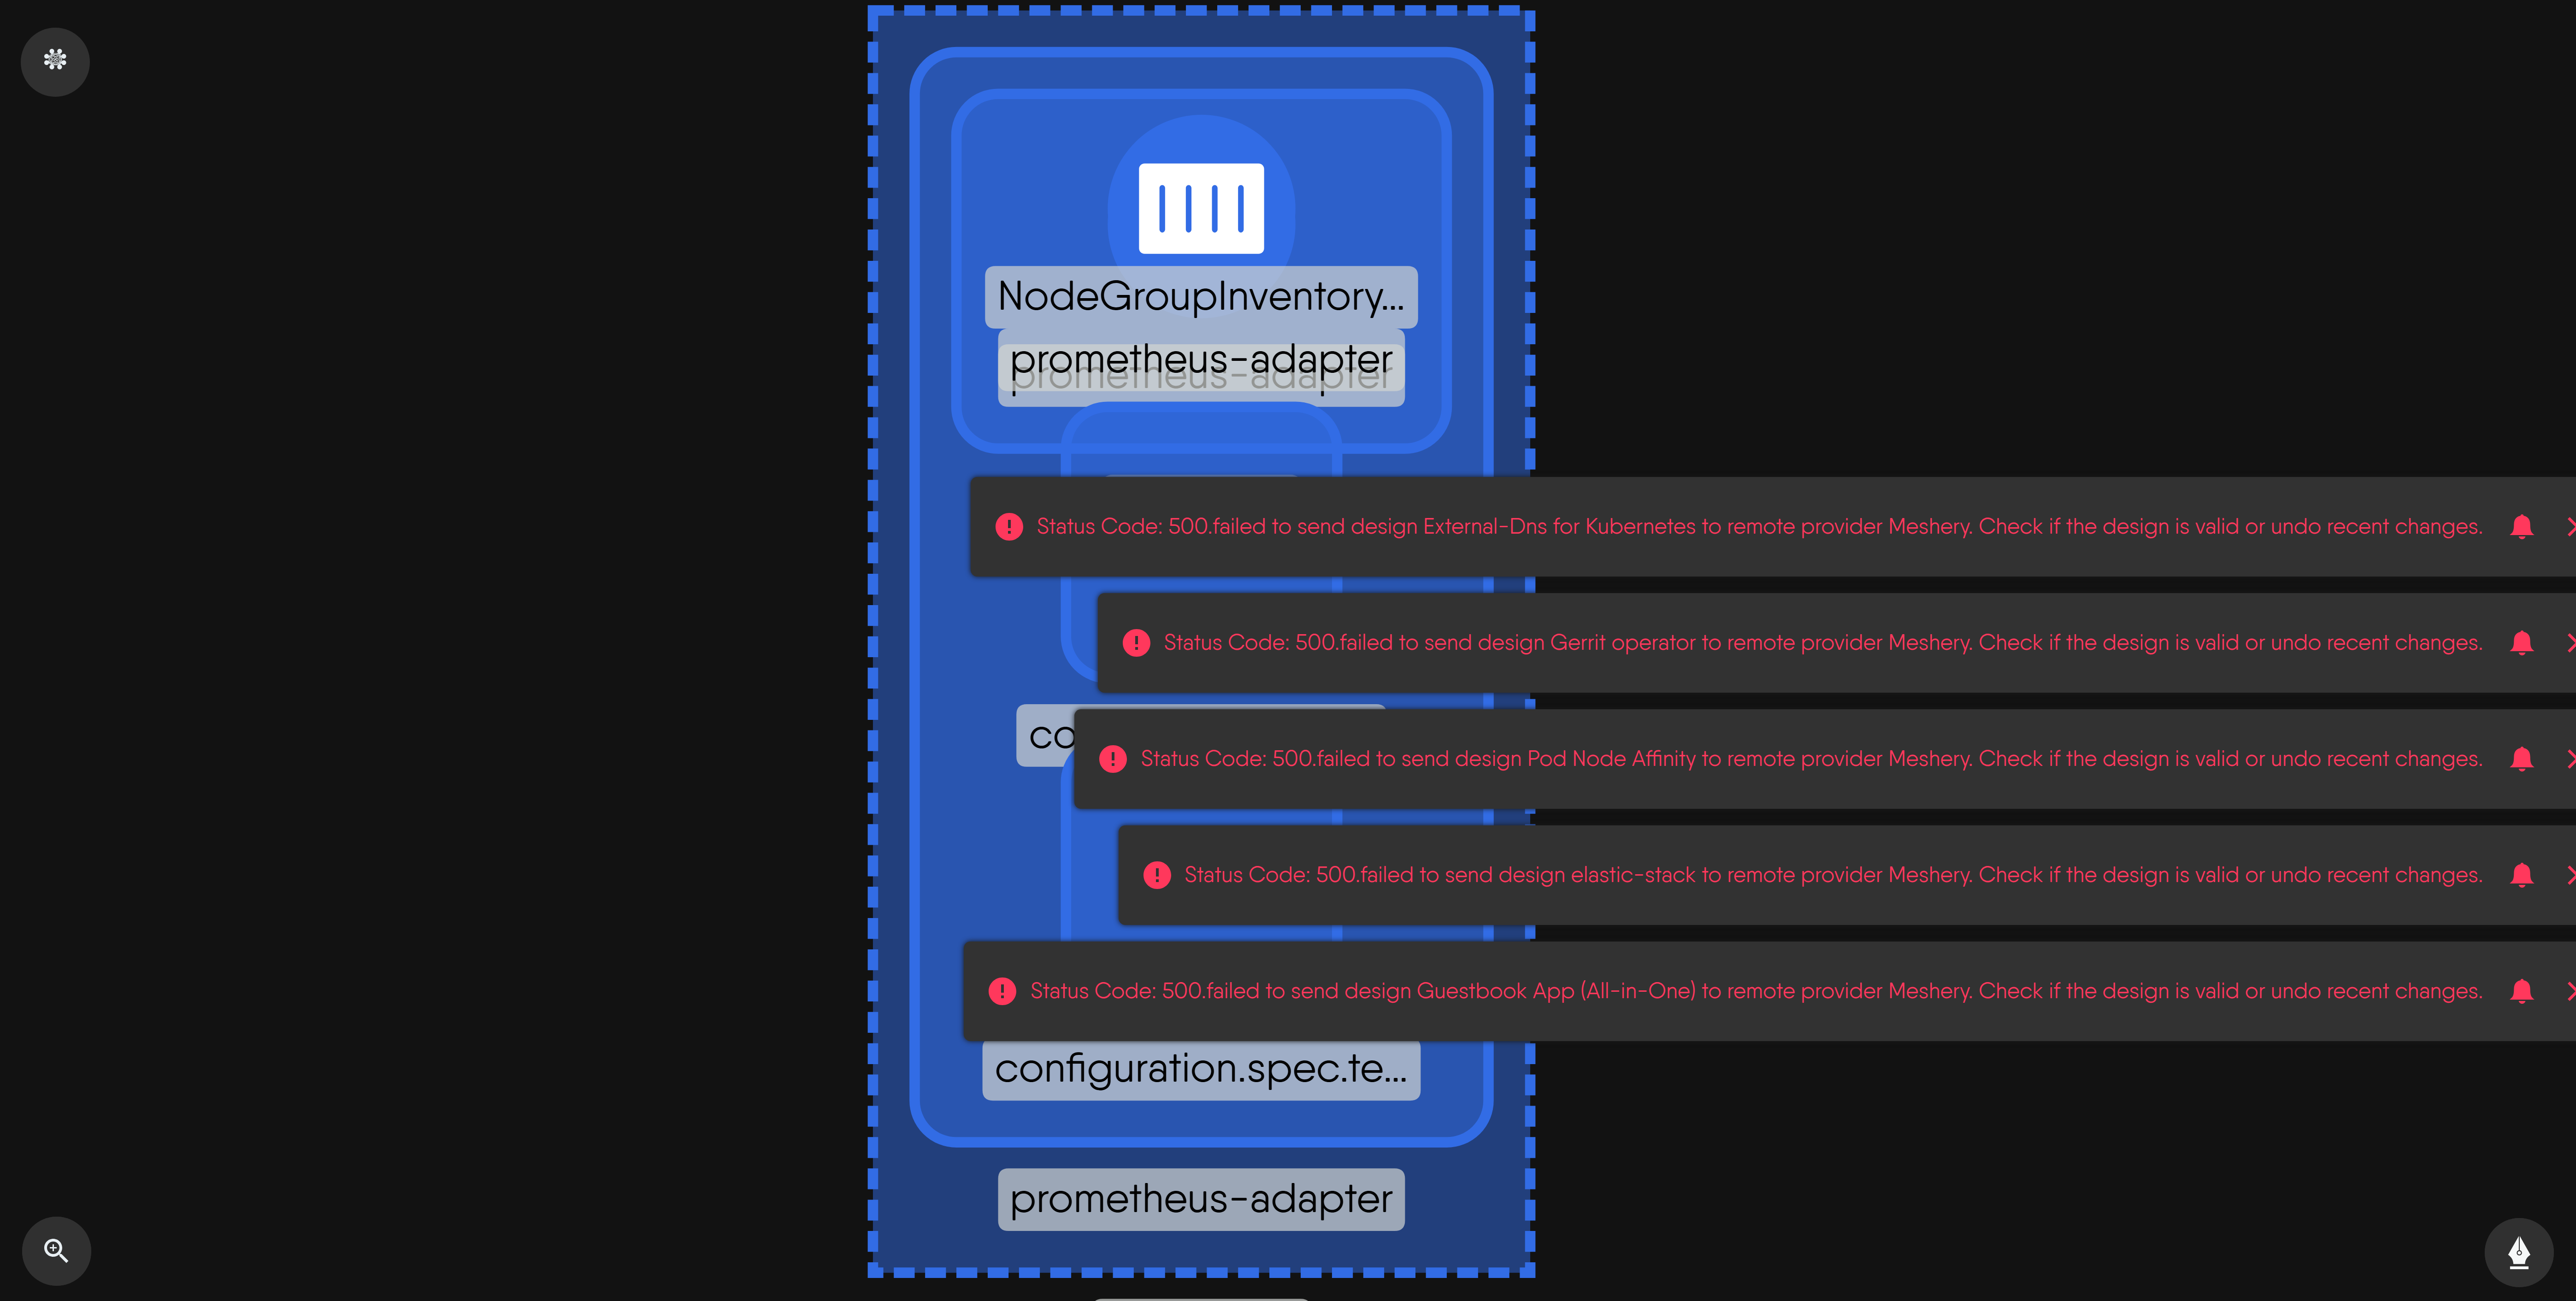 NodeGroupInventory...
prometheus-adapter
prometheus-adapter
Status Code: 500.failed to send design External-Dns for Kubernetes to remote provider Meshery. Check if the design is valid or undo recent changes.
Status Code: 500.failed to send design Gerrit operator to remote provider Meshery. Check if the design is valid or undo recent changes.
co
Status Code: 500.failed to send design Pod Node Affinity to remote provider Meshery. Check if the design is valid or undo recent changes.
Status Code: 500.failed to send design elastic-stack to remote provider Meshery. Check if the design is valid or undo recent changes.
Status Code: 500.failed to send design Guestbook App (All-in-One) to remote provider Meshery. Check if the design is valid or undo recent changes.
configuration.spec.te...
prometheus-adapter